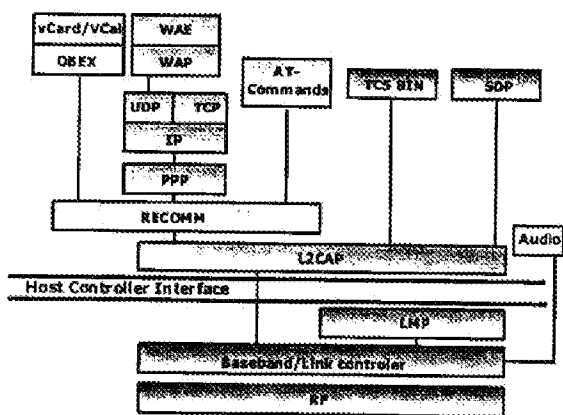 vCard/VCal
OBEX
WAE
WAP
AT-
Commands
TCS BIN
SDP
UDP
TCP
IP
PPP
RECOMM
L2CAP
Audio
Host Controller Interface
LMP
Baseband/Link controler
RF